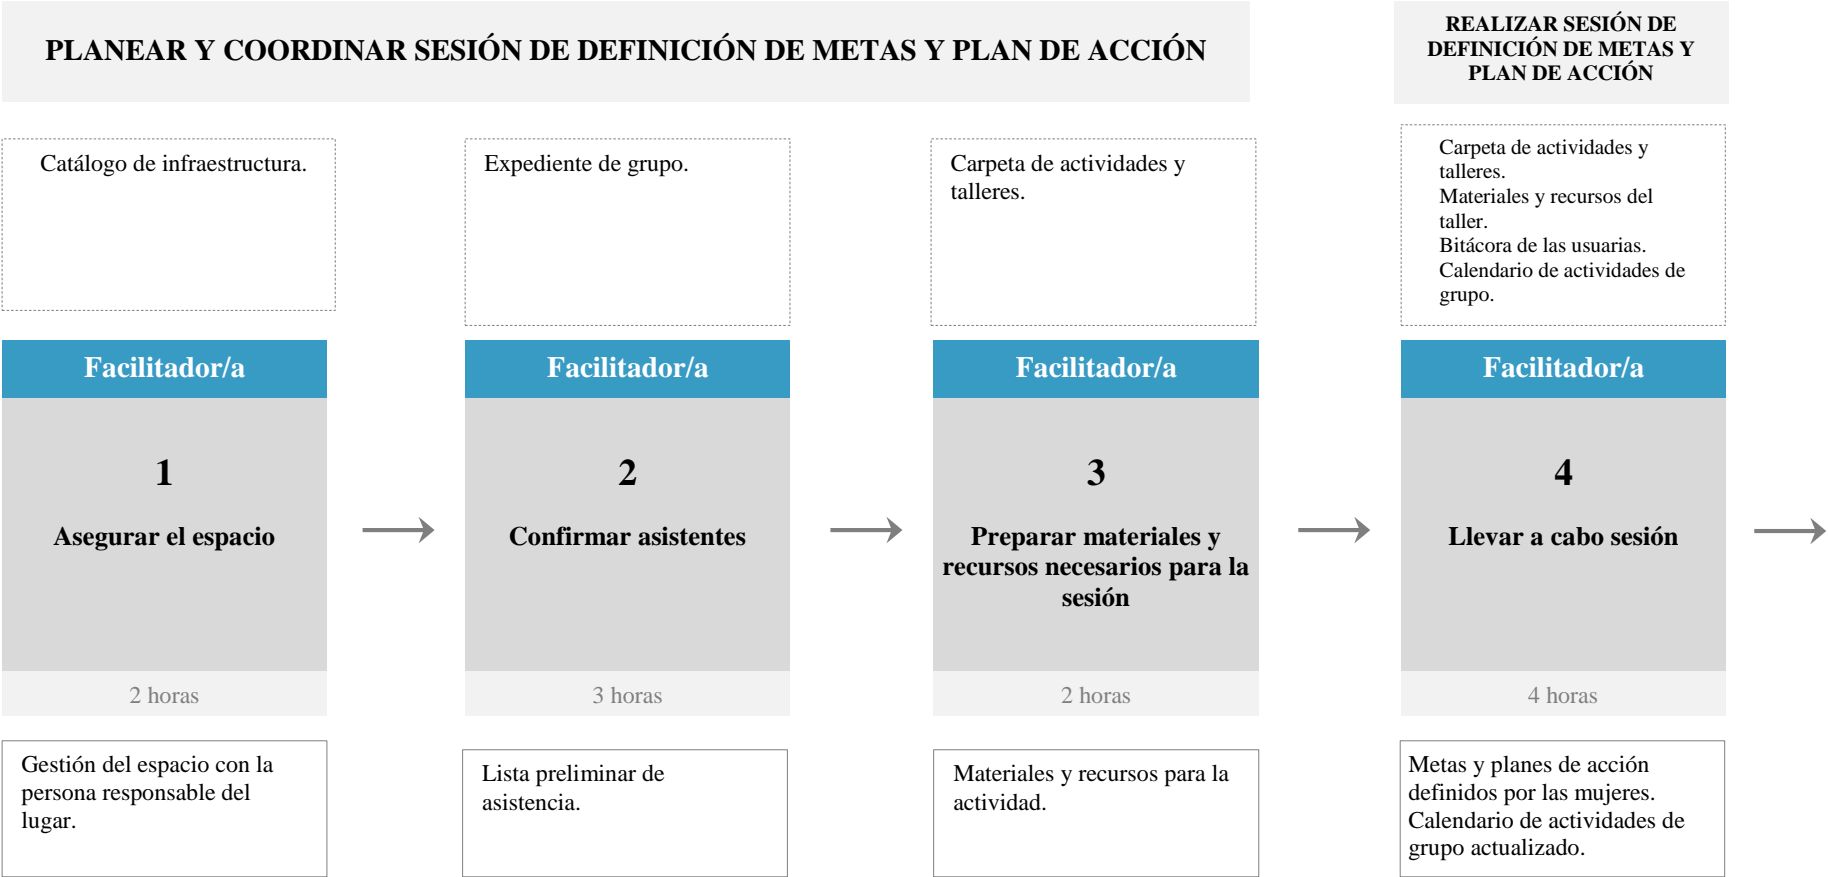 PLANEAR Y COORDINAR SESIÓN DE DEFINICIÓN DE METAS Y PLAN DE ACCIÓN
REALIZAR SESIÓN DE
DEFINICIÓN DE METAS Y
PLAN DE ACCIÓN
Catálogo de infraestructura.
Expediente de grupo.
Carpeta de actividades y
talleres.
Carpeta de actividades y
talleres.
Materiales y recursos del
taller.
Bitácora de las usuarias.
Calendario de actividades de
grupo.
Facilitador/a
1
Asegurar el espacio
2 horas
Facilitador/a
2
Confirmar asistentes
3 horas
Facilitador/a
3
Preparar materiales y
recursos necesarios para la
sesión
2 horas
Facilitador/a
4
Llevar a cabo sesión
4 horas
Gestión del espacio con la
persona responsable del
lugar.
Lista preliminar de
asistencia.
Materiales y recursos para la
actividad.
Metas y planes de acción
definidos por las mujeres.
Calendario de actividades de
grupo actualizado.